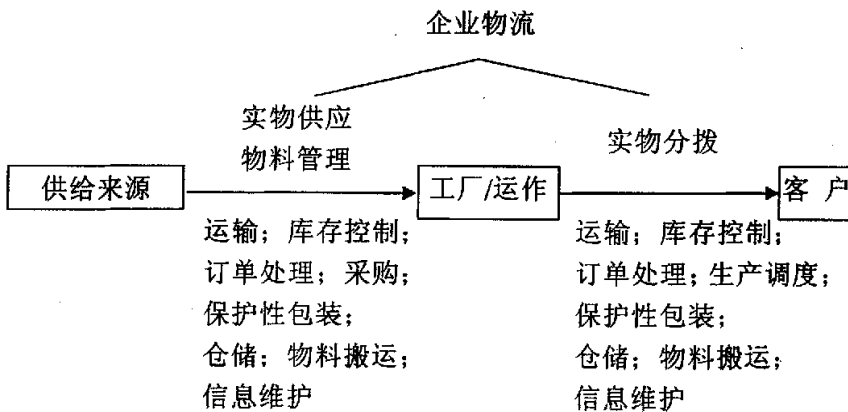 企业物流
实物供应
物料管理
实物分拨
供给来源
工厂/运作
客 户
运输；库存控制；
订单处理；采购；
保护性包装；
仓储；物料搬运；
信息维护
运输；库存控制；
订单处理；生产调度；
保护性包装；
仓储；物料搬运；
信息维护